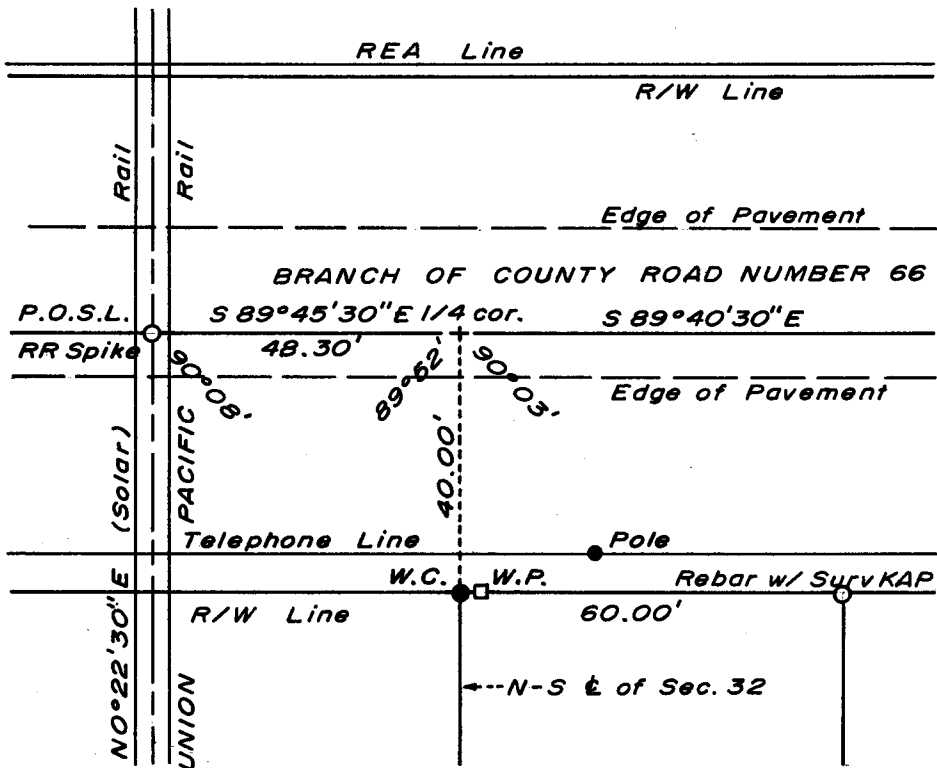 REA Line
R/W Line
Rail
Rail
Edge of Pavement
BRANCH OF COUNTY ROAD NUMBER 66
P.O.S.L.
S 89°45'30"E
1/4 cor.
S 89°40'30"E
RR Spike
48.30'
90°08'
89°52'
90°03'
Edge of Pavement
40.00'
(Solar)
PACIFIC
Telephone Line
Pole
W.C.
W.P.
Rebar w/ Surv KAP
R/W Line
60.00'
N0°22'30"E
UNION
N-S ℄ of Sec. 32